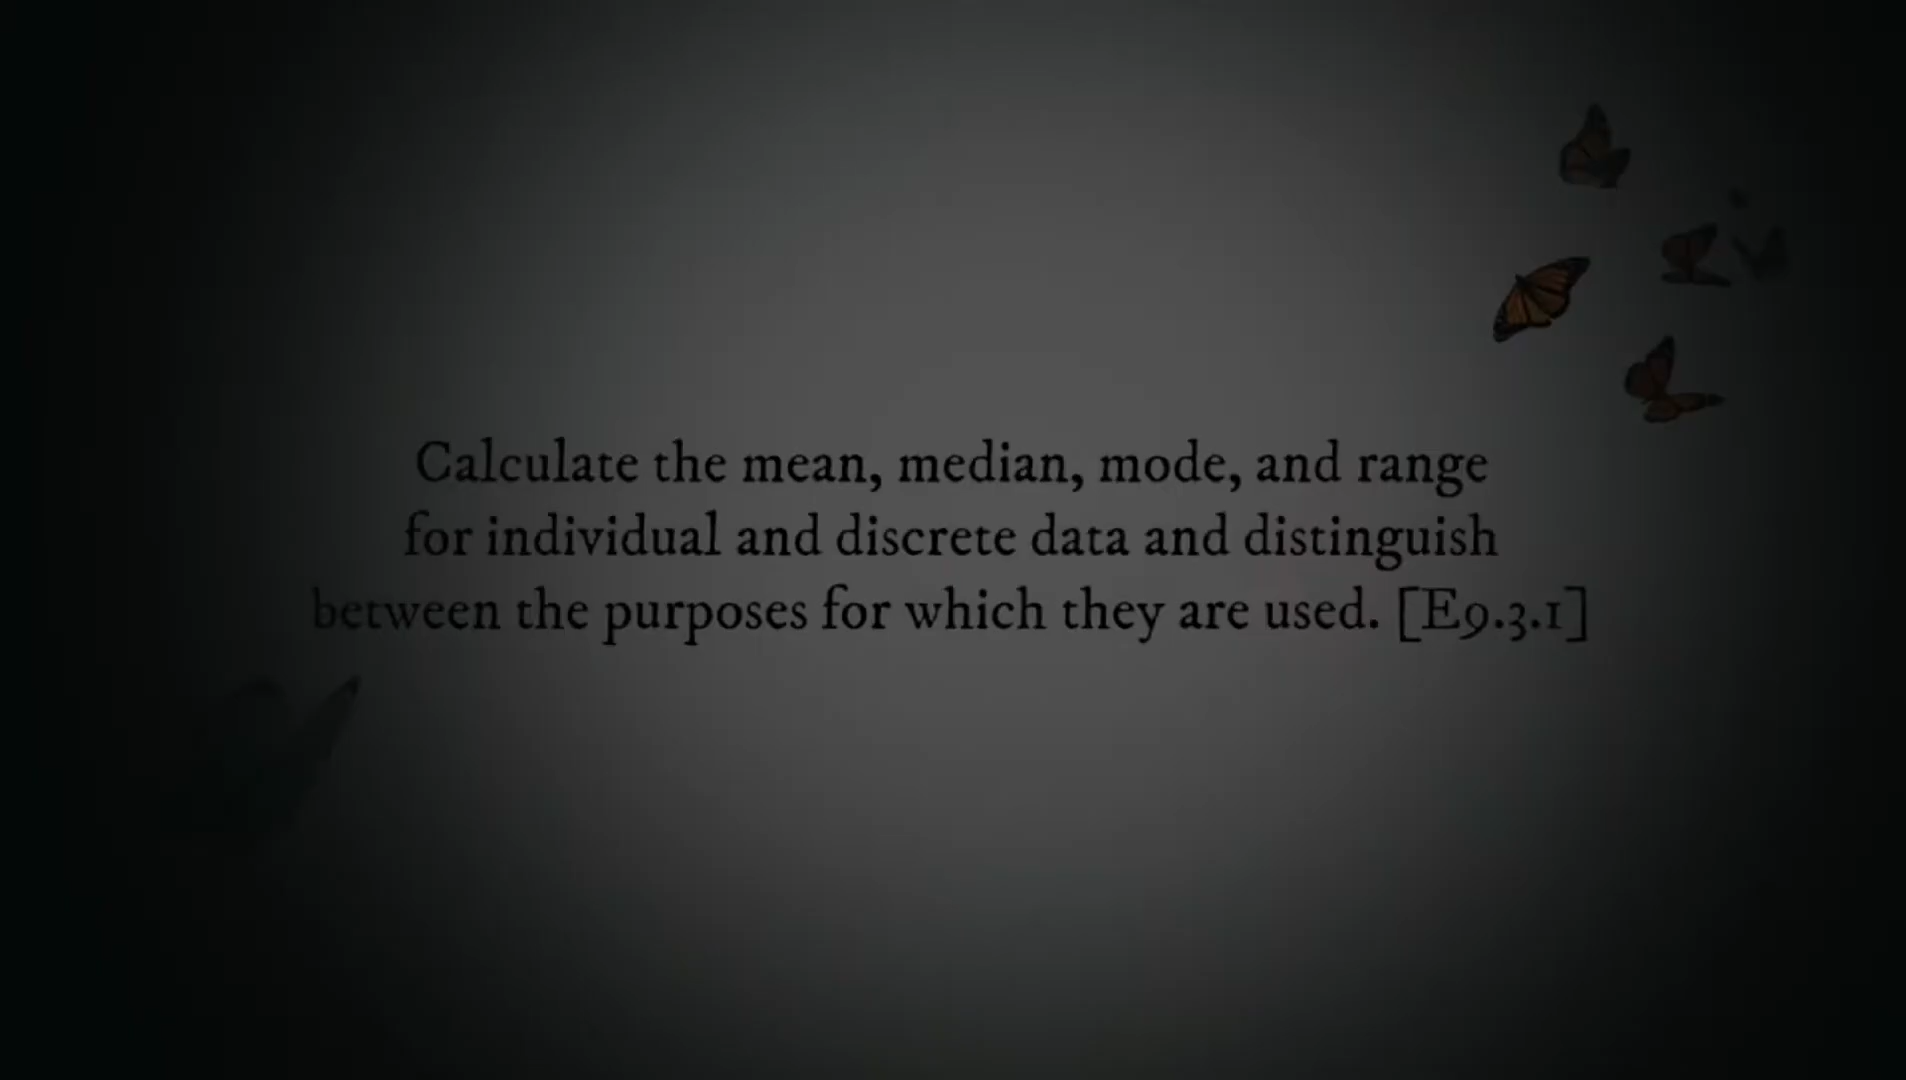 Calculate the mean, median, mode, and range
for individual and discrete data and distinguish
between the purposes for which they are used. [E9.3.1]